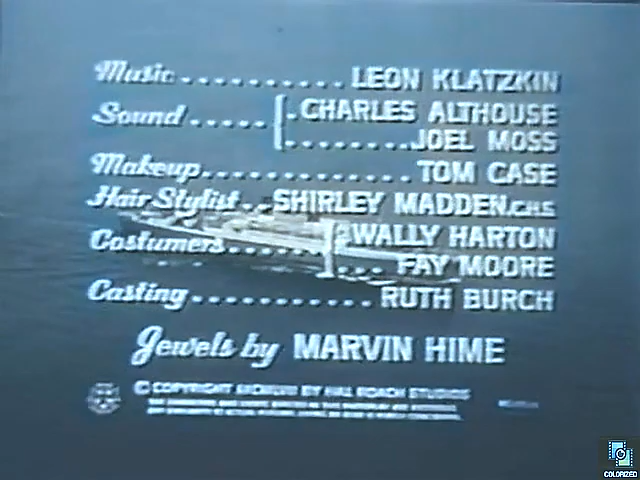 Music........... LEON KLATZKIN
Sound..... CHARLES ALTHOUSE
JOEL MOSS
Makeup.............. TOM CASE
Hair Stylist.. SHIRLEY MADDEN C.H.S.
Costumers...... WALLY HARTON
FAY MOORE
Casting............ RUTH BURCH
Jewels by MARVIN HIME
© COPYRIGHT BY HAL ROACH STUDIOS
COLORIZED